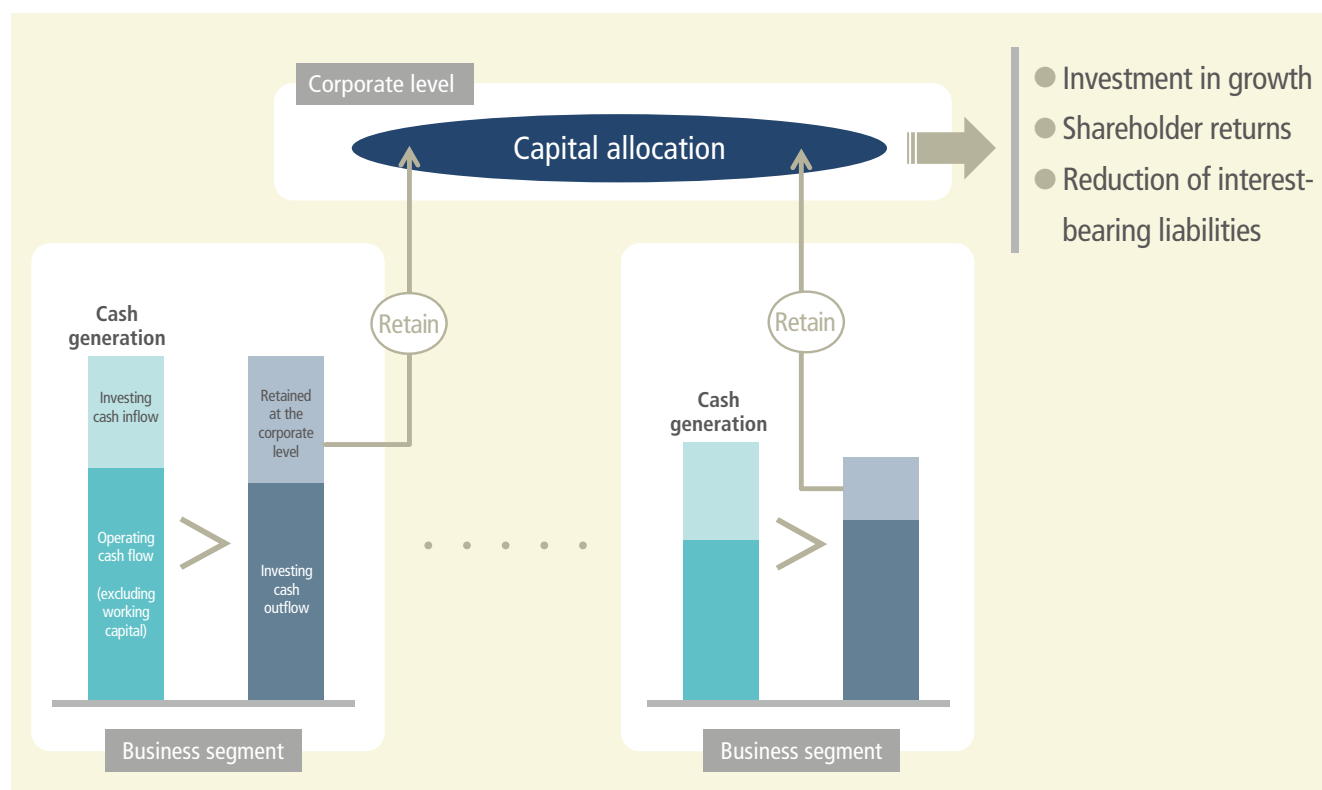 Corporate level
Capital allocation
Investment in growth
Shareholder returns
Reduction of interest-
bearing liabilities
Retain
Retain
Cash
generation
Investing
cash inflow
Operating
cash flow
(excluding
working
capital)
Retained
at the
corporate
level
Investing
cash
outflow
Business segment
Cash
generation
Business segment